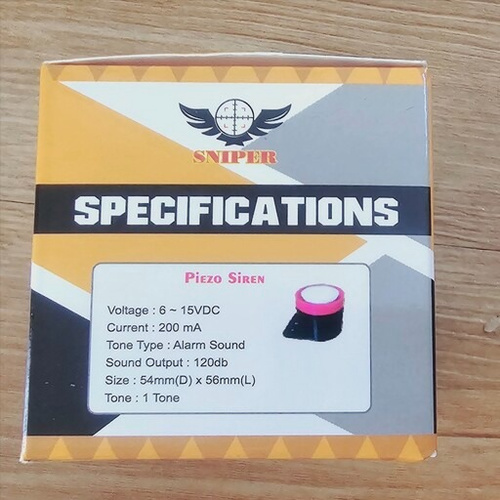 SNIPER
SPECIFICATIONS
Piezo Siren
Voltage : 6 ~ 15VDC
Current : 200 mA
Tone Type : Alarm Sound
Sound Output : 120db
Size : 54mm(D) x 56mm(L)
Tone : 1 Tone